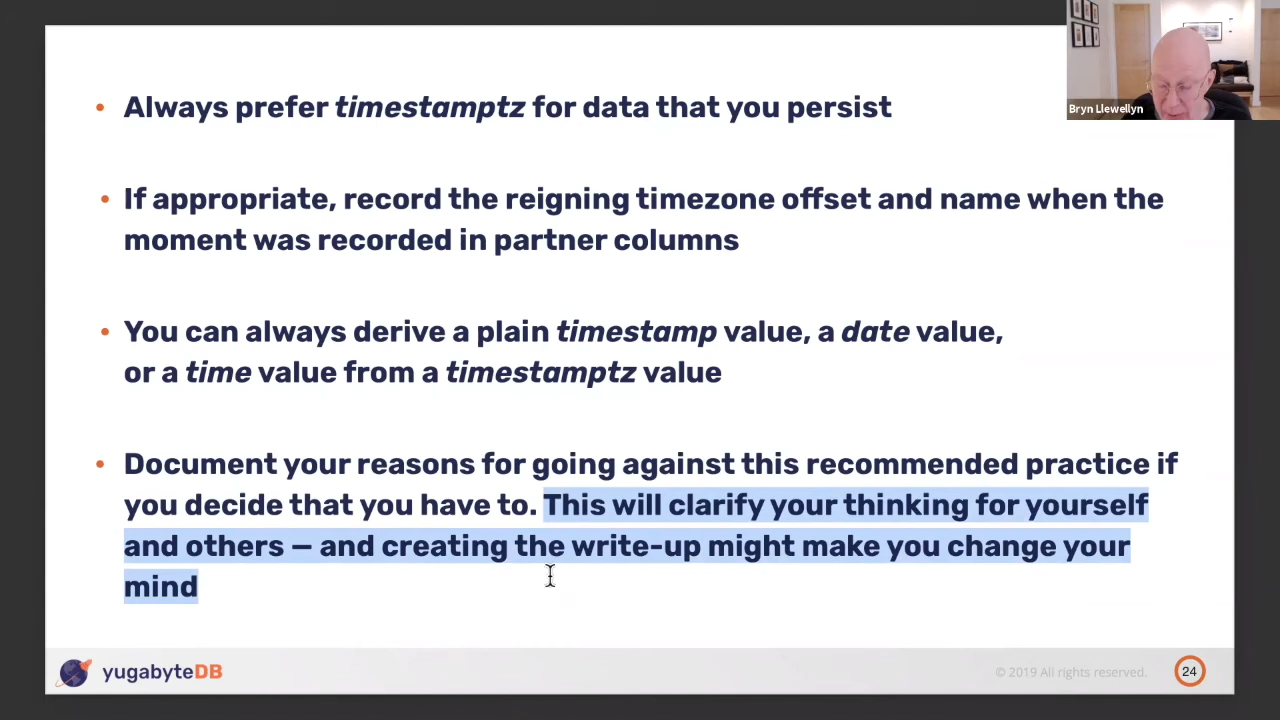 Always prefer timestamptz for data that you persist
Bryn Llewellyn
If appropriate, record the reigning timezone offset and name when the
moment was recorded in partner columns
You can always derive a plain timestamp value, a date value,
or a time value from a timestamptz value
Document your reasons for going against this recommended practice if
you decide that you have to. This will clarify your thinking for yourself
and others — and creating the write-up might make you change your
mind
yugabyteDB
© 2019 All rights reserved.
24